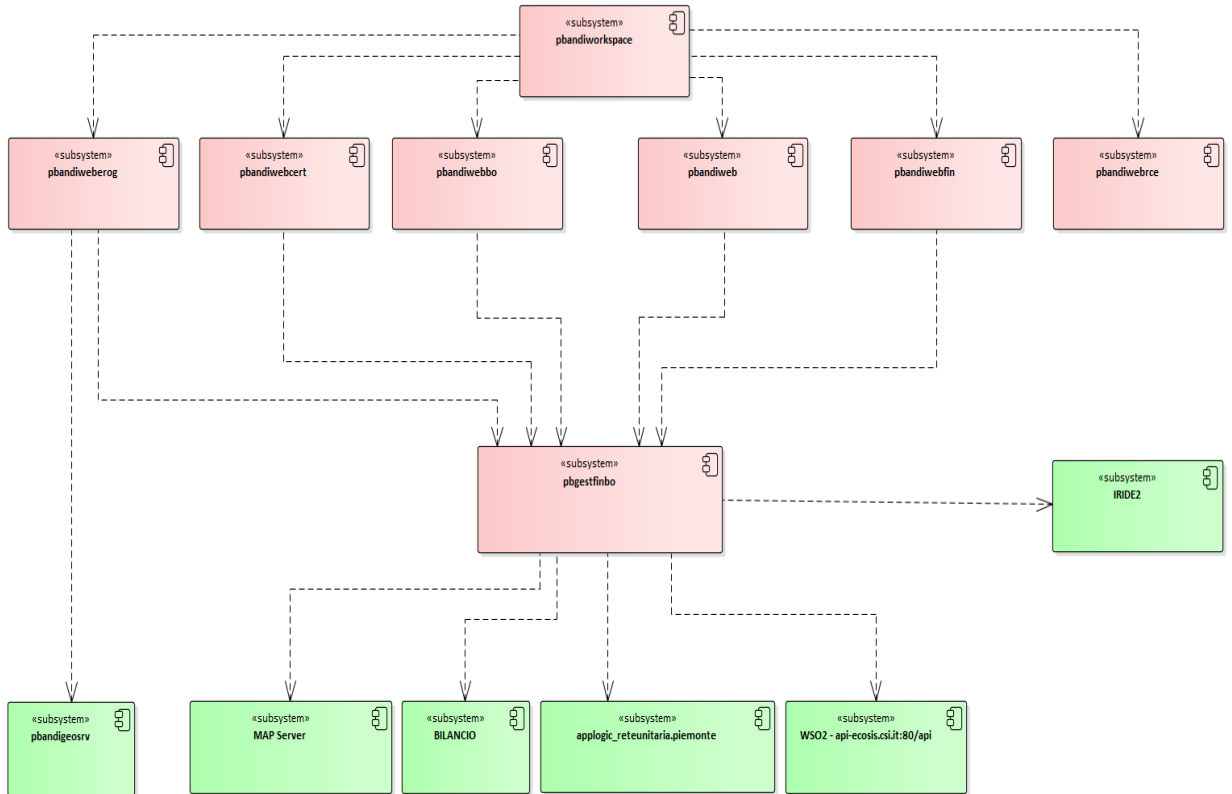 «subsystem»
pbandiworkspace
«subsystem»
pbandiweberog
«subsystem»
pbandiwebcert
«subsystem»
pbandiwebbo
«subsystem»
pbandiweb
«subsystem»
pbandiwebfin
«subsystem»
pbandiwebrce
«subsystem»
pbgestfinbo
«subsystem»
IRIDE2
«subsystem»
pbandigeosrv
«subsystem»
MAP Server
«subsystem»
BILANCIO
«subsystem»
applogic_reteunitaria.piemonte
«subsystem»
WSO2 - api-ecosis.csi.it:80/api